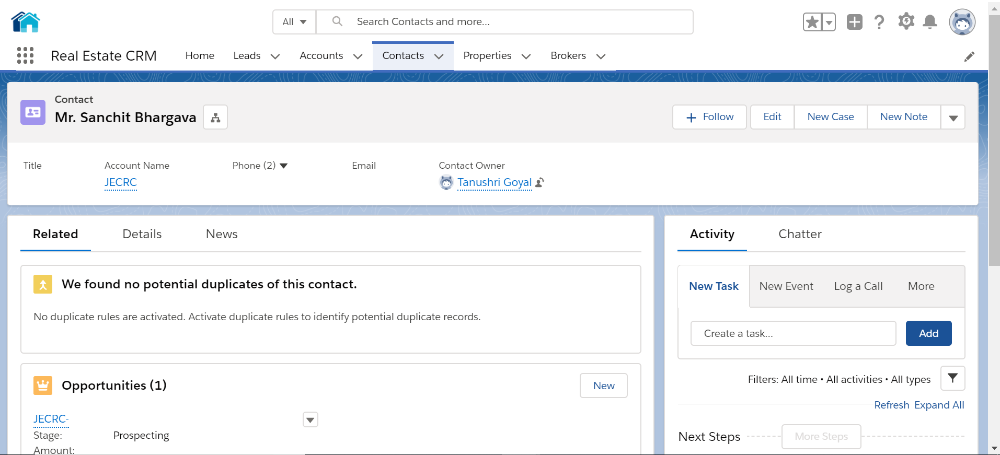 All
Search Contacts and more...
Real Estate CRM
Home
Leads
Accounts
Contacts
Properties
Brokers
Contact
Mr. Sanchit Bhargava
Follow
Edit
New Case
New Note
Title
Account Name
Phone (2)
Email
Contact Owner
JECRC
Tanushri Goyal
Related
Details
News
We found no potential duplicates of this contact.
No duplicate rules are activated. Activate duplicate rules to identify potential duplicate records.
Opportunities (1)
New
JECRC-
Stage:
Prospecting
Amount:
Activity
Chatter
New Task
New Event
Log a Call
More
Create a task...
Add
Filters: All time • All activities • All types
Refresh
Expand All
Next Steps
More Steps